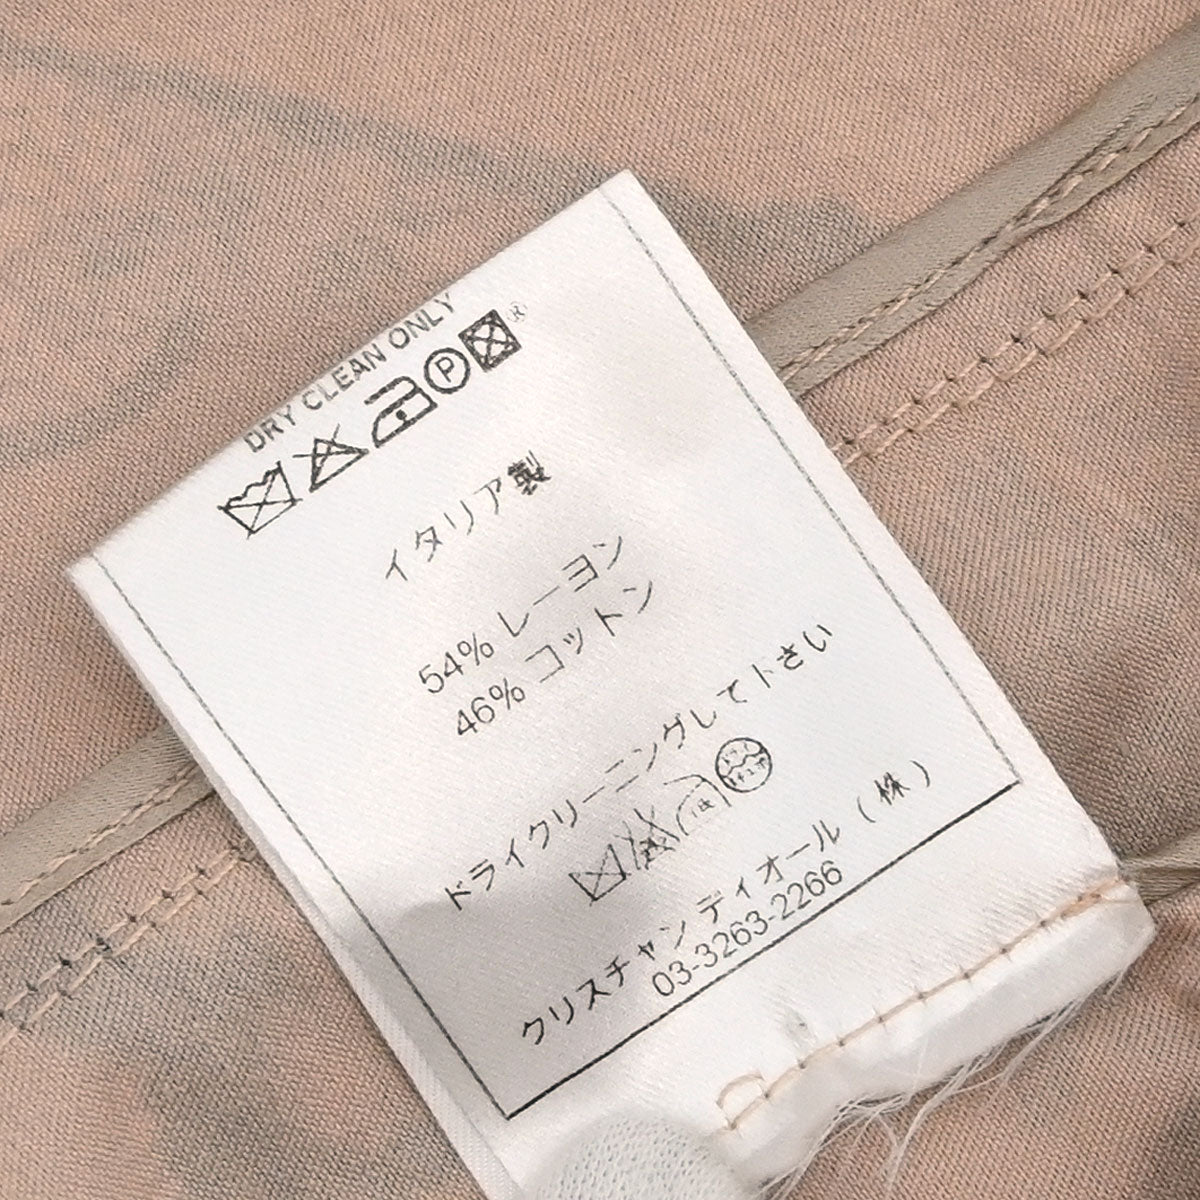 DRY CLEAN ONLY
P ®
イタリア製
54% レーヨン
46% コットン
ドライクリーニングして下さい
クリスチャン ディオール (株)
03-3263-2266